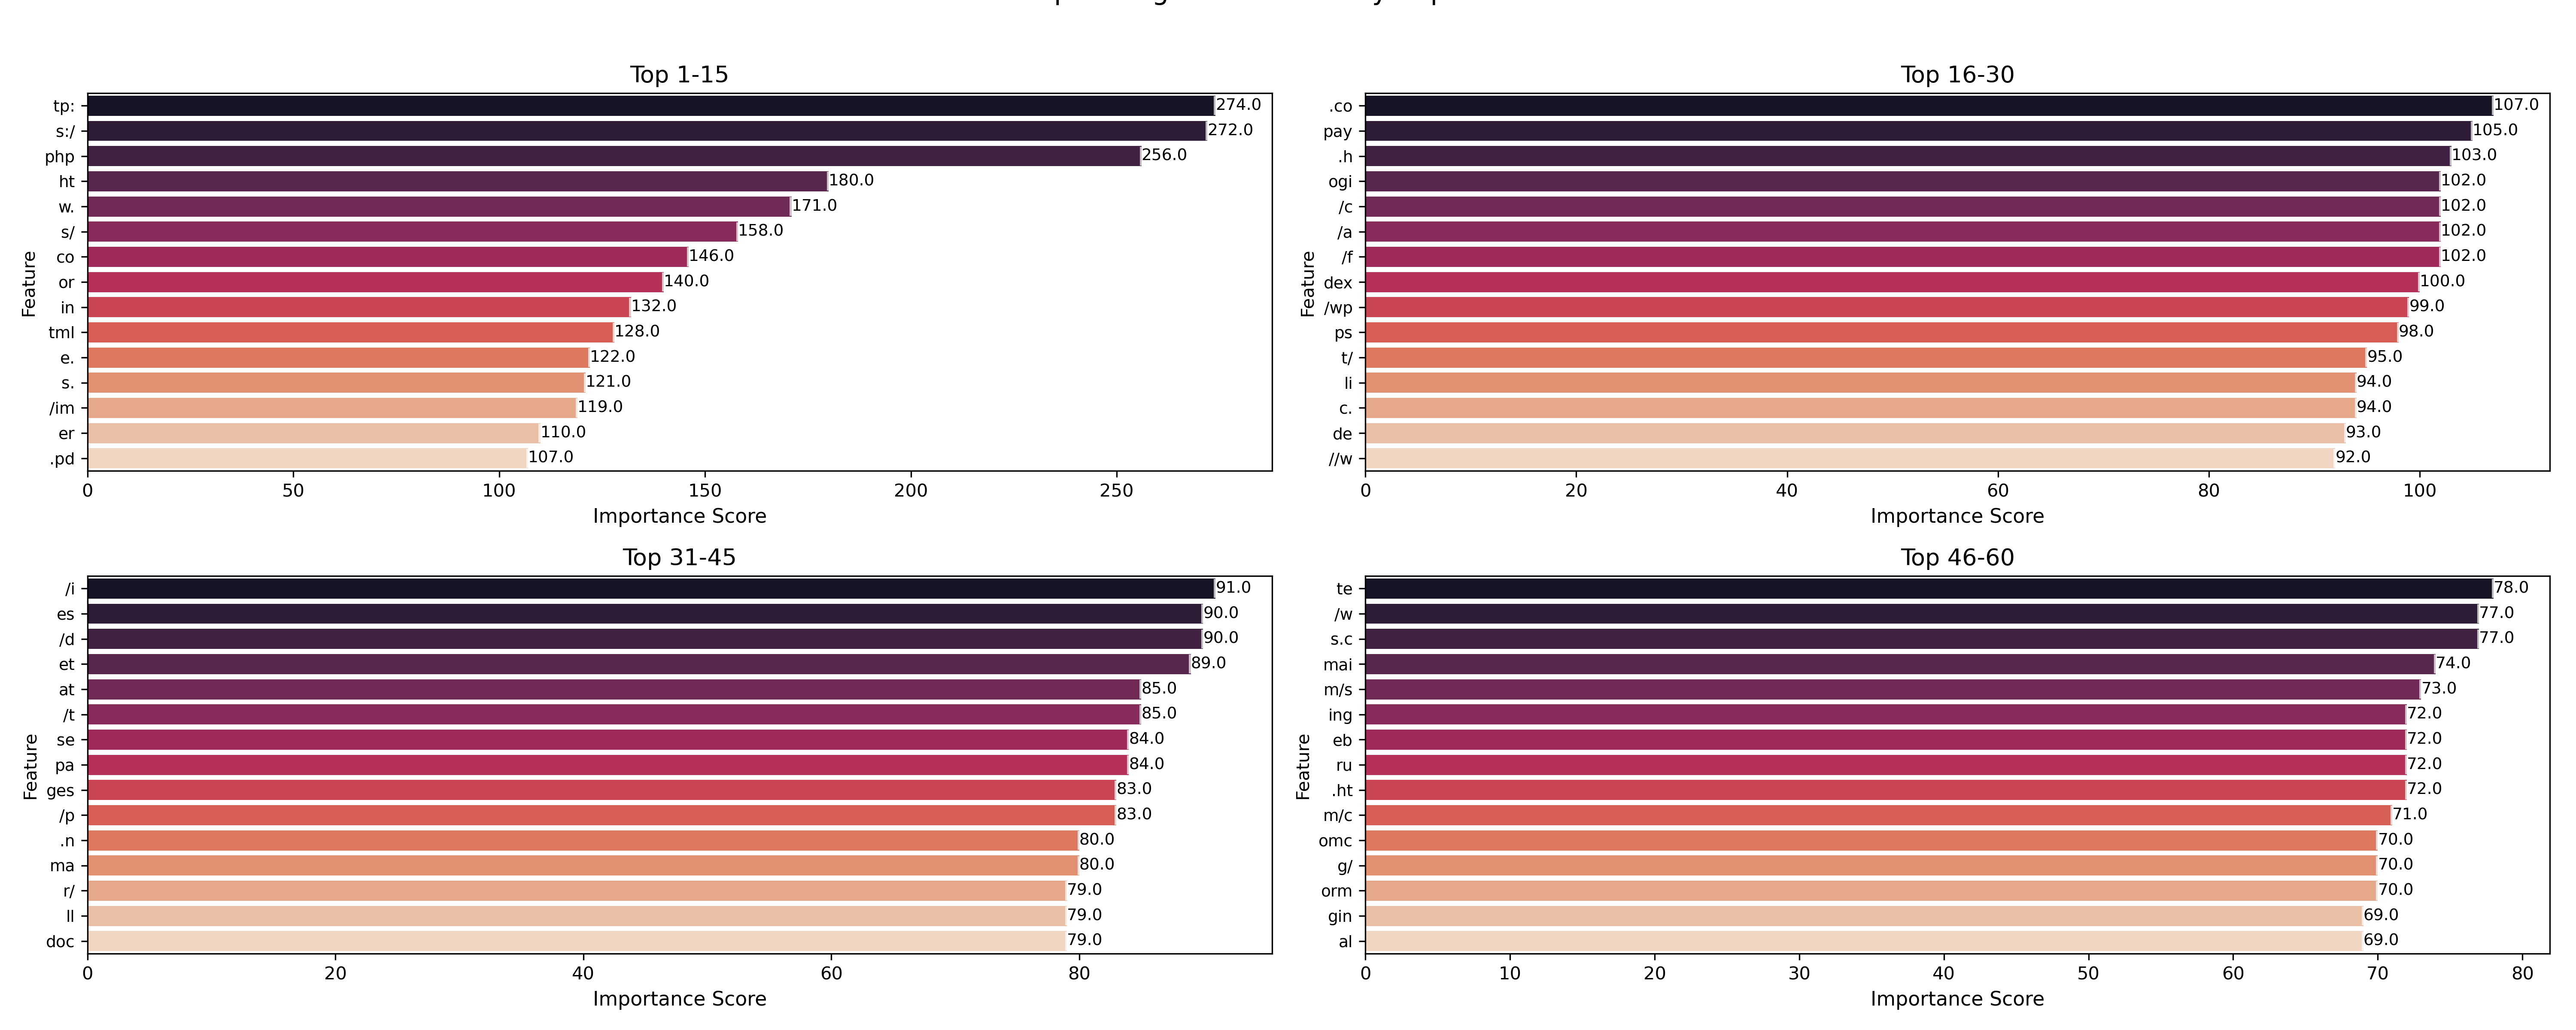 Top 1-15
Feature
tp: 274.0
s:/ 272.0
php 256.0
ht 180.0
w. 171.0
s/ 158.0
co 146.0
or 140.0
in 132.0
tml 128.0
e. 122.0
s. 121.0
/im 119.0
er 110.0
.pd 107.0
0 50 100 150 200 250
Importance Score
Top 16-30
Feature
.co 107.0
pay 105.0
.h 103.0
ogi 102.0
/c 102.0
/a 102.0
/f 102.0
dex 100.0
/wp 99.0
ps 98.0
t/ 95.0
li 94.0
c. 94.0
de 93.0
//w 92.0
0 20 40 60 80 100
Importance Score
Top 31-45
Feature
/i 91.0
es 90.0
/d 90.0
et 89.0
at 85.0
/t 85.0
se 84.0
pa 84.0
ges 83.0
/p 83.0
.n 80.0
ma 80.0
r/ 79.0
ll 79.0
doc 79.0
0 20 40 60 80
Importance Score
Top 46-60
Feature
te 78.0
/w 77.0
s.c 77.0
mai 74.0
m/s 73.0
ing 72.0
eb 72.0
ru 72.0
.ht 72.0
m/c 71.0
omc 70.0
g/ 70.0
orm 70.0
gin 69.0
al 69.0
0 10 20 30 40 50 60 70 80
Importance Score